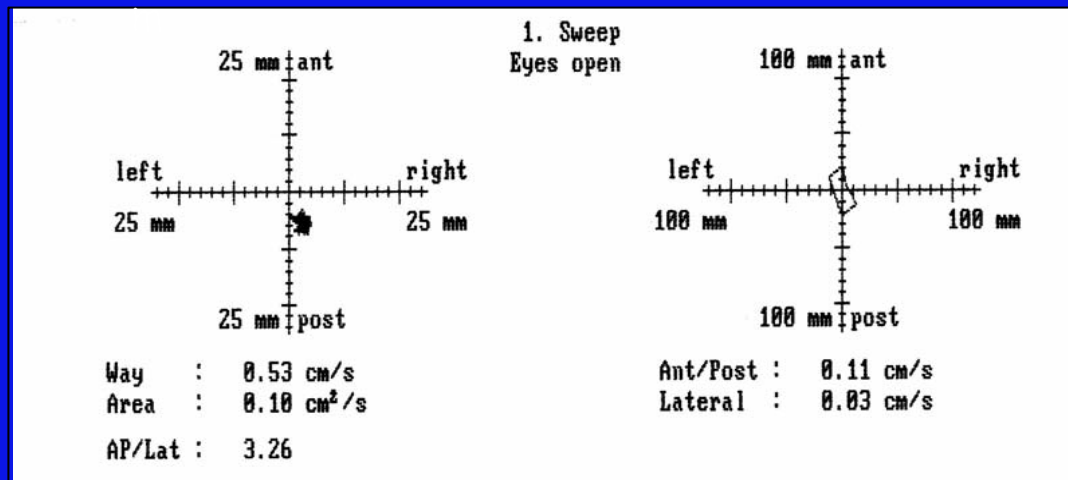 1. Sweep
Eyes open
25 mm ant
left right
25 mm 25 mm
25 mm post
Way : 0.53 cm/s
Area : 0.10 cm²/s
AP/Lat : 3.26
100 mm ant
left right
100 mm 100 mm
100 mm post
Ant/Post : 0.11 cm/s
Lateral : 0.03 cm/s